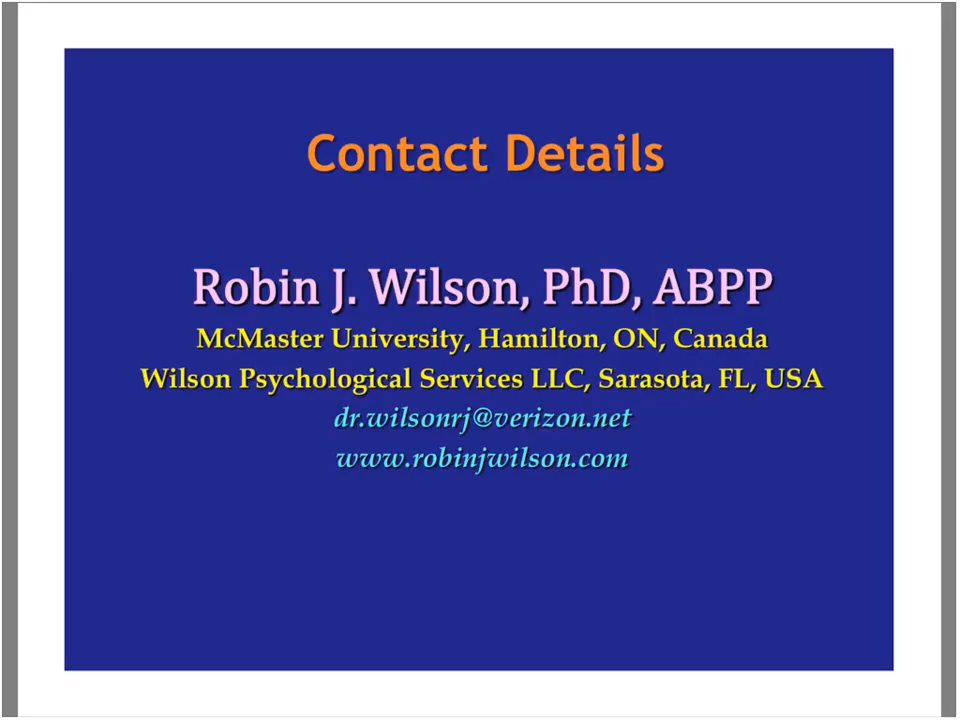 Contact Details
Robin J. Wilson, PhD, ABPP
McMaster University, Hamilton, ON, Canada
Wilson Psychological Services LLC, Sarasota, FL, USA
dr.wilsonrj@verizon.net
www.robinjwilson.com